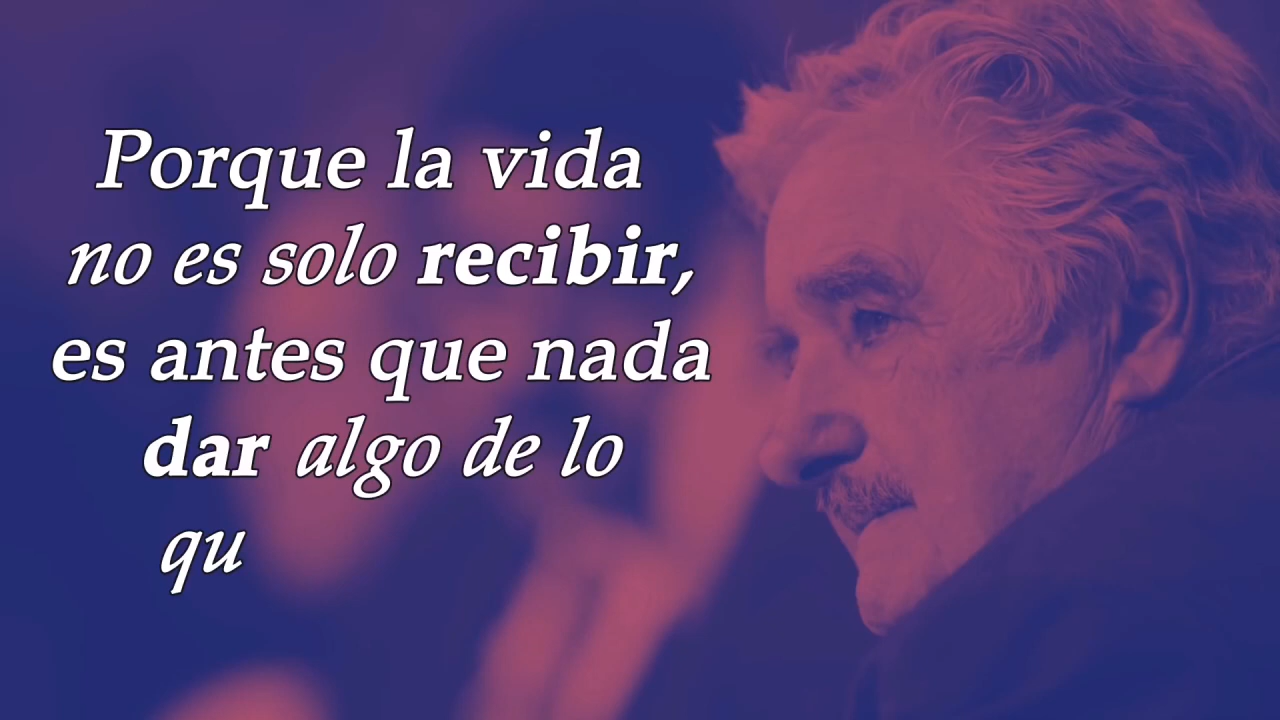 Porque la vida
no es solo recibir,
es antes que nada
dar algo de lo
qu